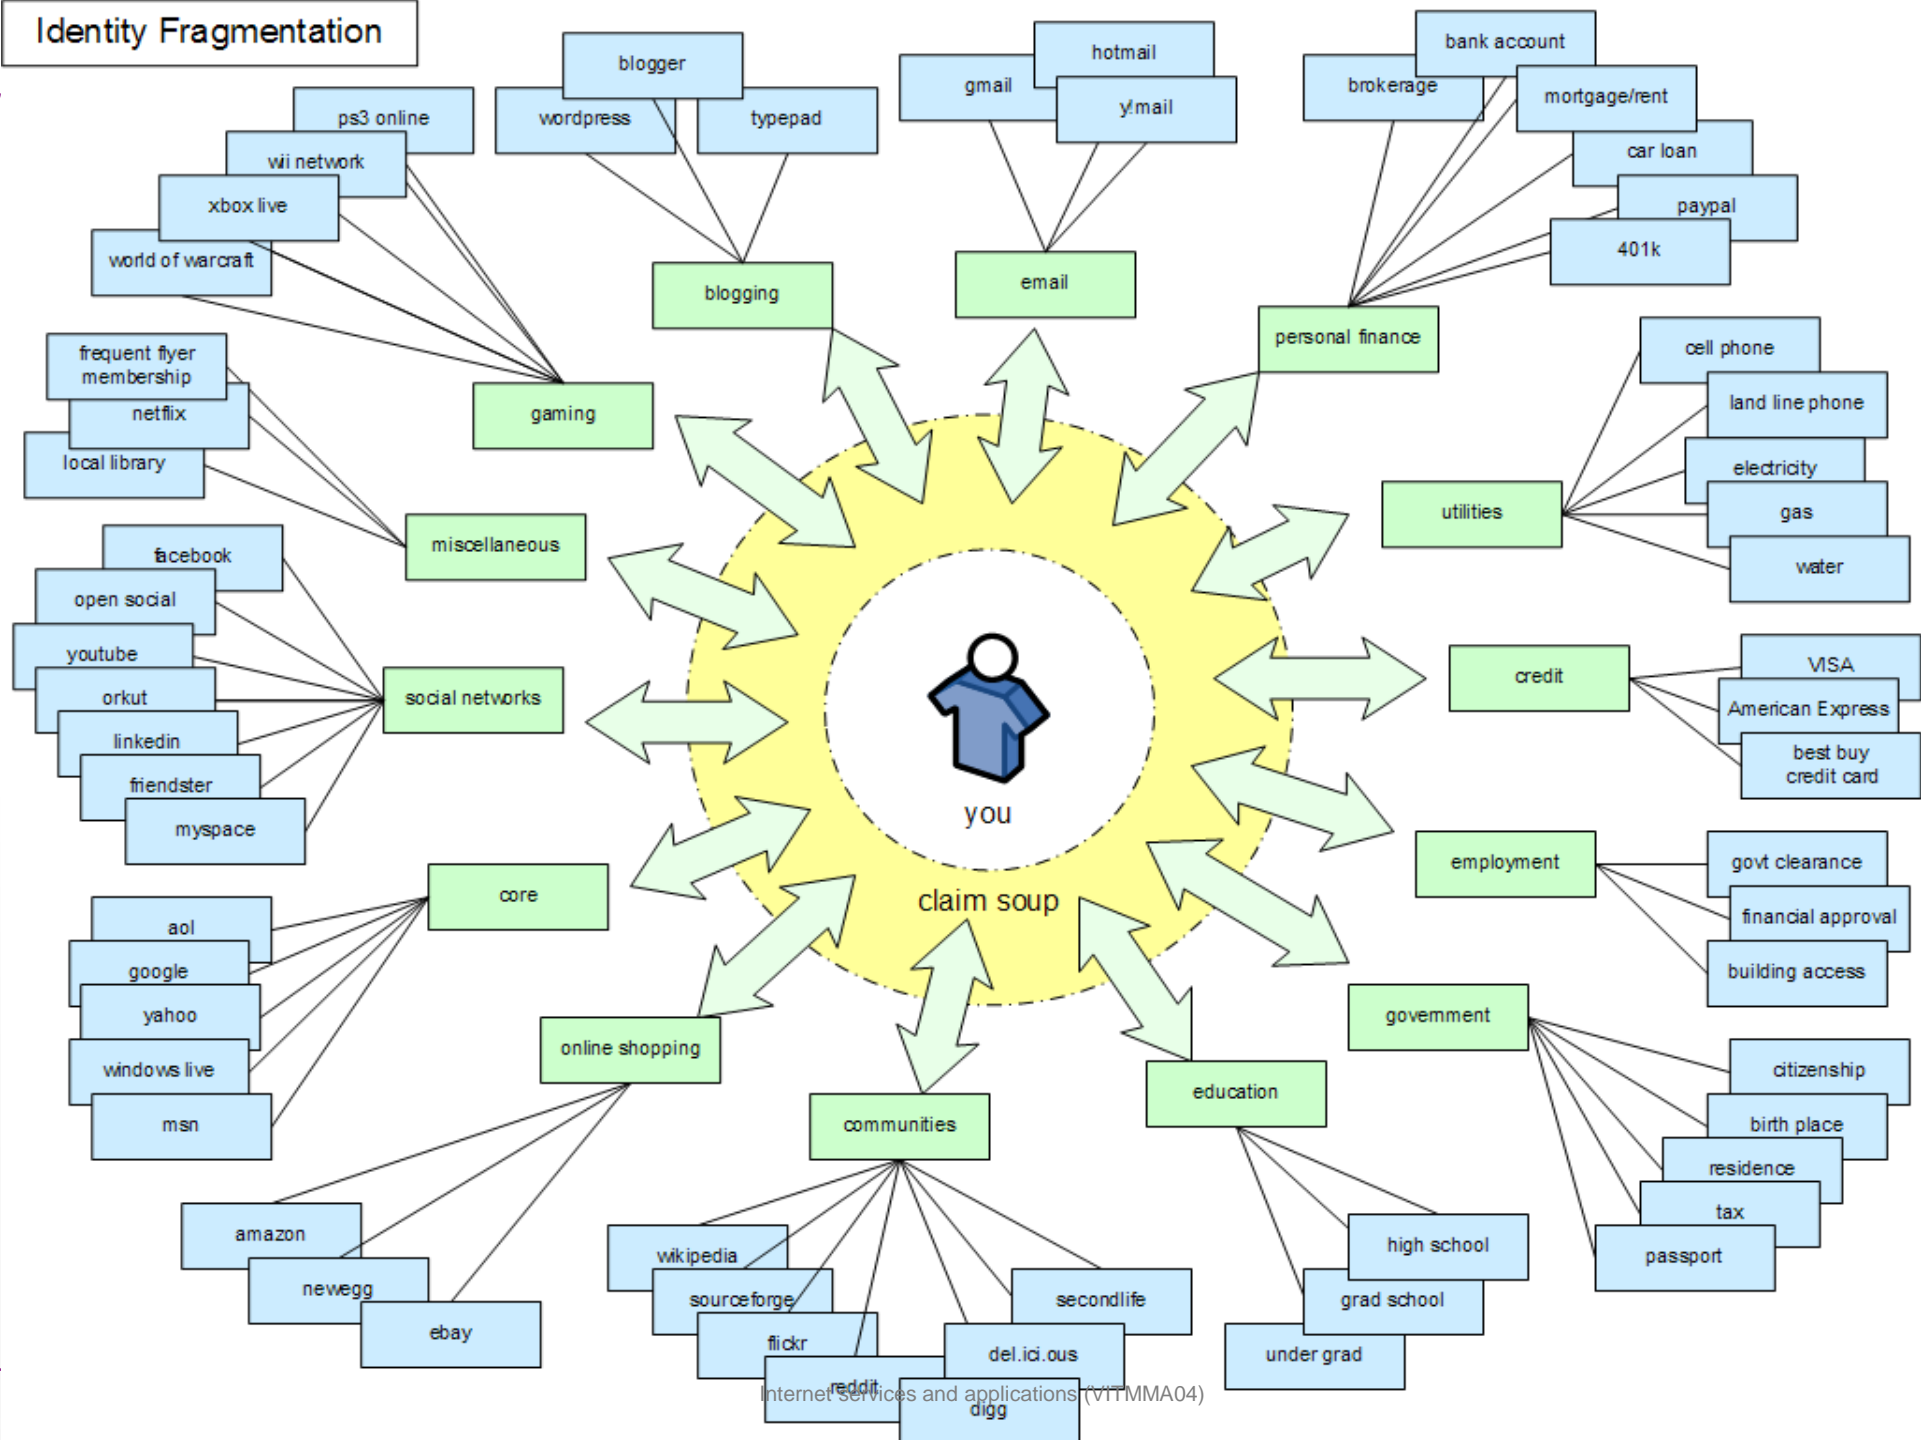 Identity Fragmentation
blogger
wordpress
typepad
blogging
gmail
hotmail
y!mail
email
bank account
brokerage
mortgage/rent
car loan
paypal
401k
personal finance
ps3 online
wii network
xbox live
world of warcraft
gaming
frequent flyer
membership
netflix
local library
miscellaneous
cell phone
land line phone
electricity
gas
water
utilities
facebook
open social
youtube
orkut
linkedin
friendster
myspace
social networks
VISA
American Express
best buy
credit card
credit
you
claim soup
govt clearance
financial approval
building access
employment
aol
google
yahoo
windows live
msn
core
citizenship
birth place
residence
tax
passport
government
amazon
newegg
ebay
online shopping
communities
wikipedia
sourceforge
flickr
reddit
digg
del.ici.ous
secondlife
education
high school
grad school
under grad
Internet services and applications (VITMMA04)